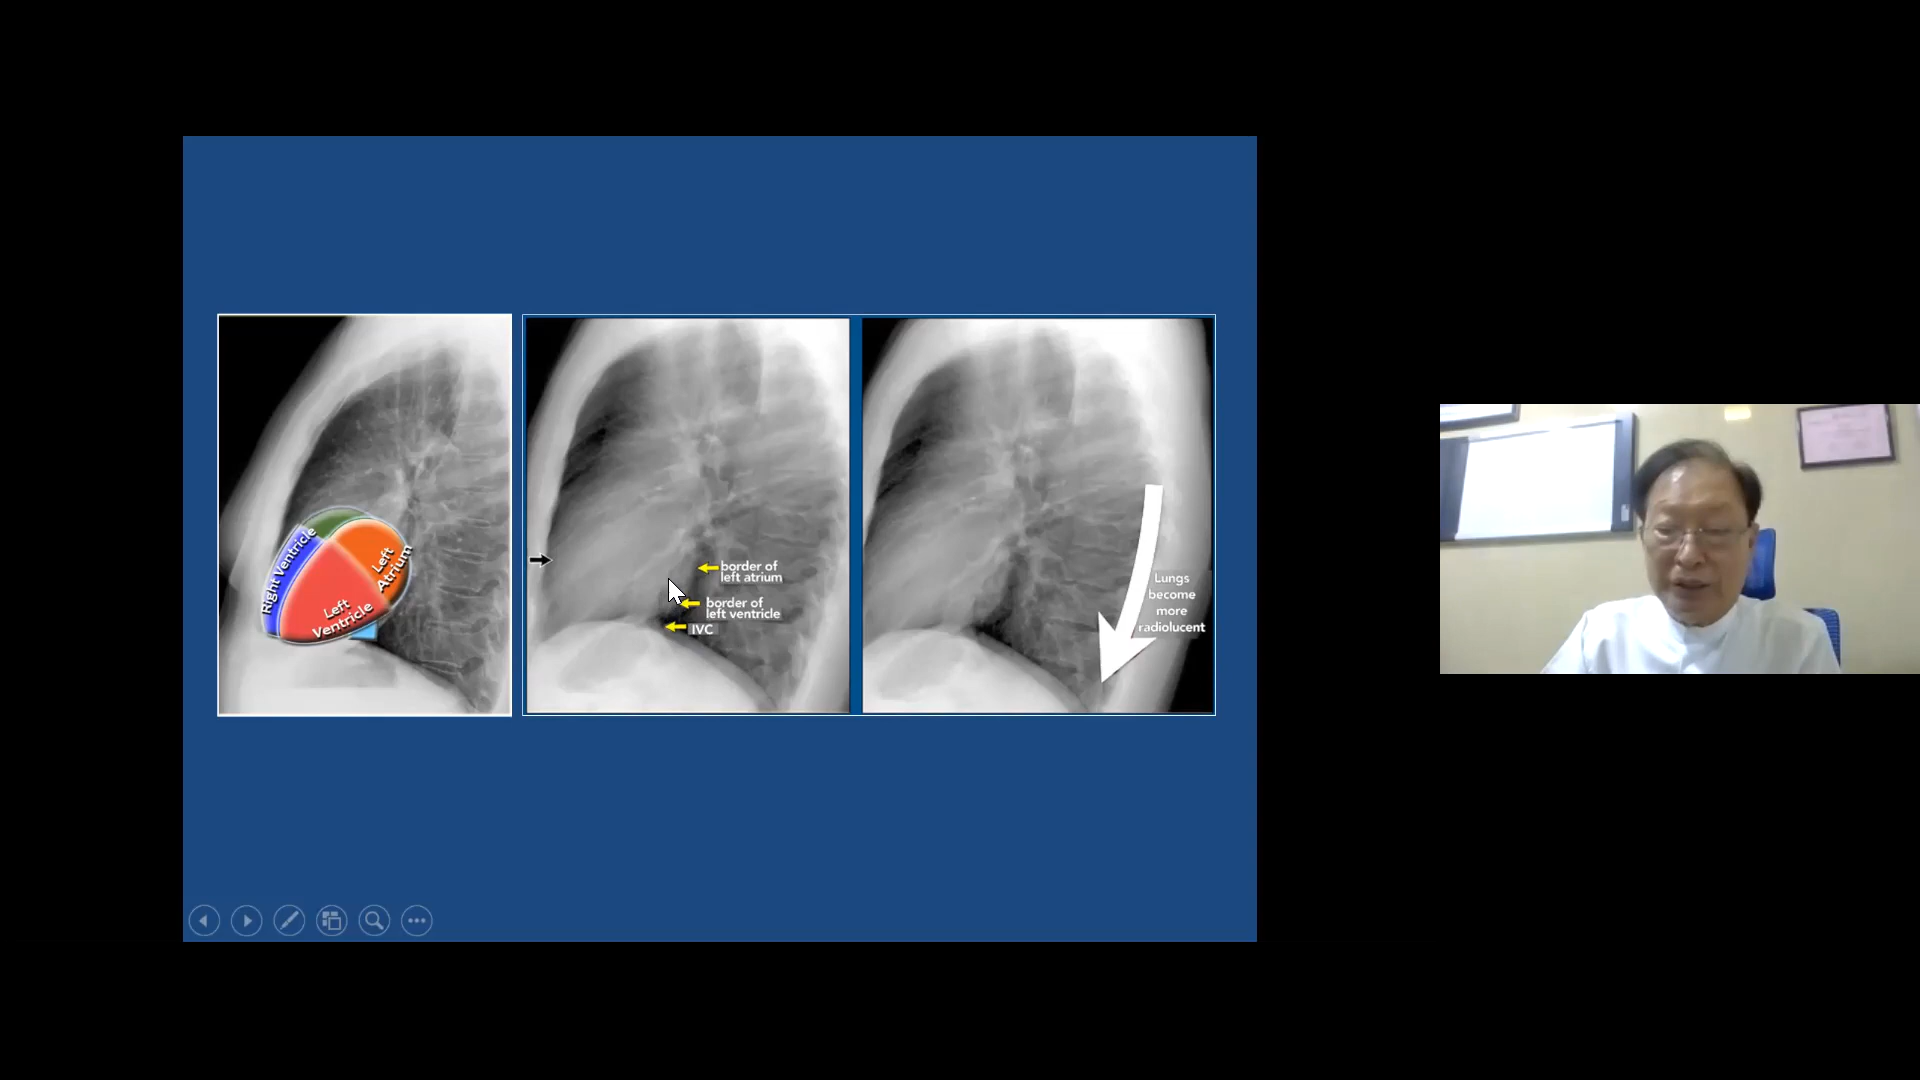 Right Ventricle
Left
Atrium
Left
Ventricle
border of
left atrium
border of
left ventricle
IVC
Lungs
become
more
radiolucent